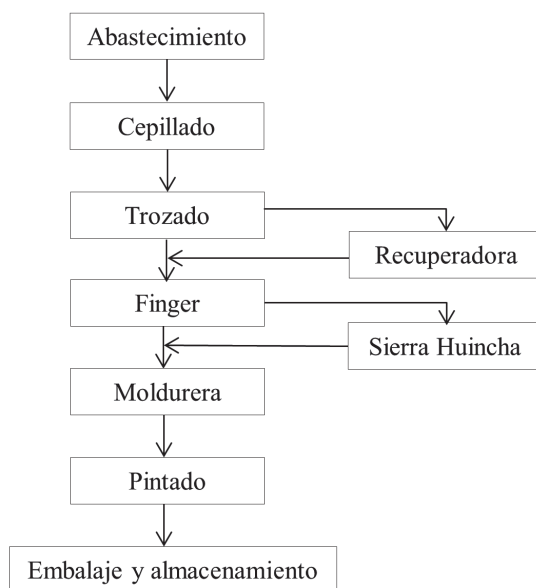 Abastecimiento
Cepillado
Trozado
Recuperadora
Finger
Sierra Huincha
Moldurera
Pintado
Embalaje y almacenamiento